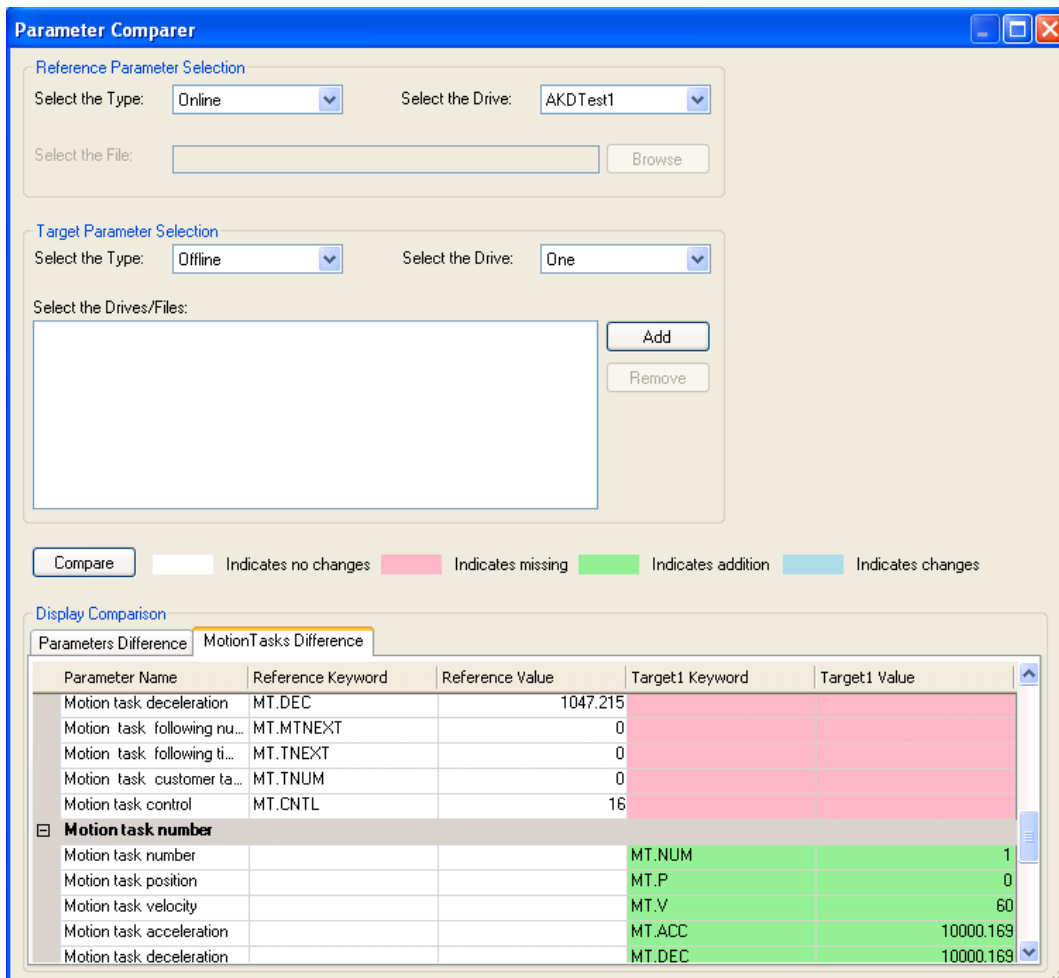 Parameter Comparer
Reference Parameter Selection
Select the Type: Online Select the Drive: AKDTest1
Select the File: Browse
Target Parameter Selection
Select the Type: Offline Select the Drive: One
Select the Drives/Files:
Add
Remove
Compare Indicates no changes Indicates missing Indicates addition Indicates changes
Display Comparison
Parameters Difference MotionTasks Difference
Parameter Name Reference Keyword Reference Value Target1 Keyword Target1 Value
Motion task deceleration MT.DEC 1047.215
Motion task following nu... MT.MTNEXT 0
Motion task following ti... MT.TNEXT 0
Motion task customer ta... MT.TNUM 0
Motion task control MT.CNTL 16
Motion task number
Motion task number MT.NUM 1
Motion task position MT.P 0
Motion task velocity MT.V 60
Motion task acceleration MT.ACC 10000.169
Motion task deceleration MT.DEC 10000.169